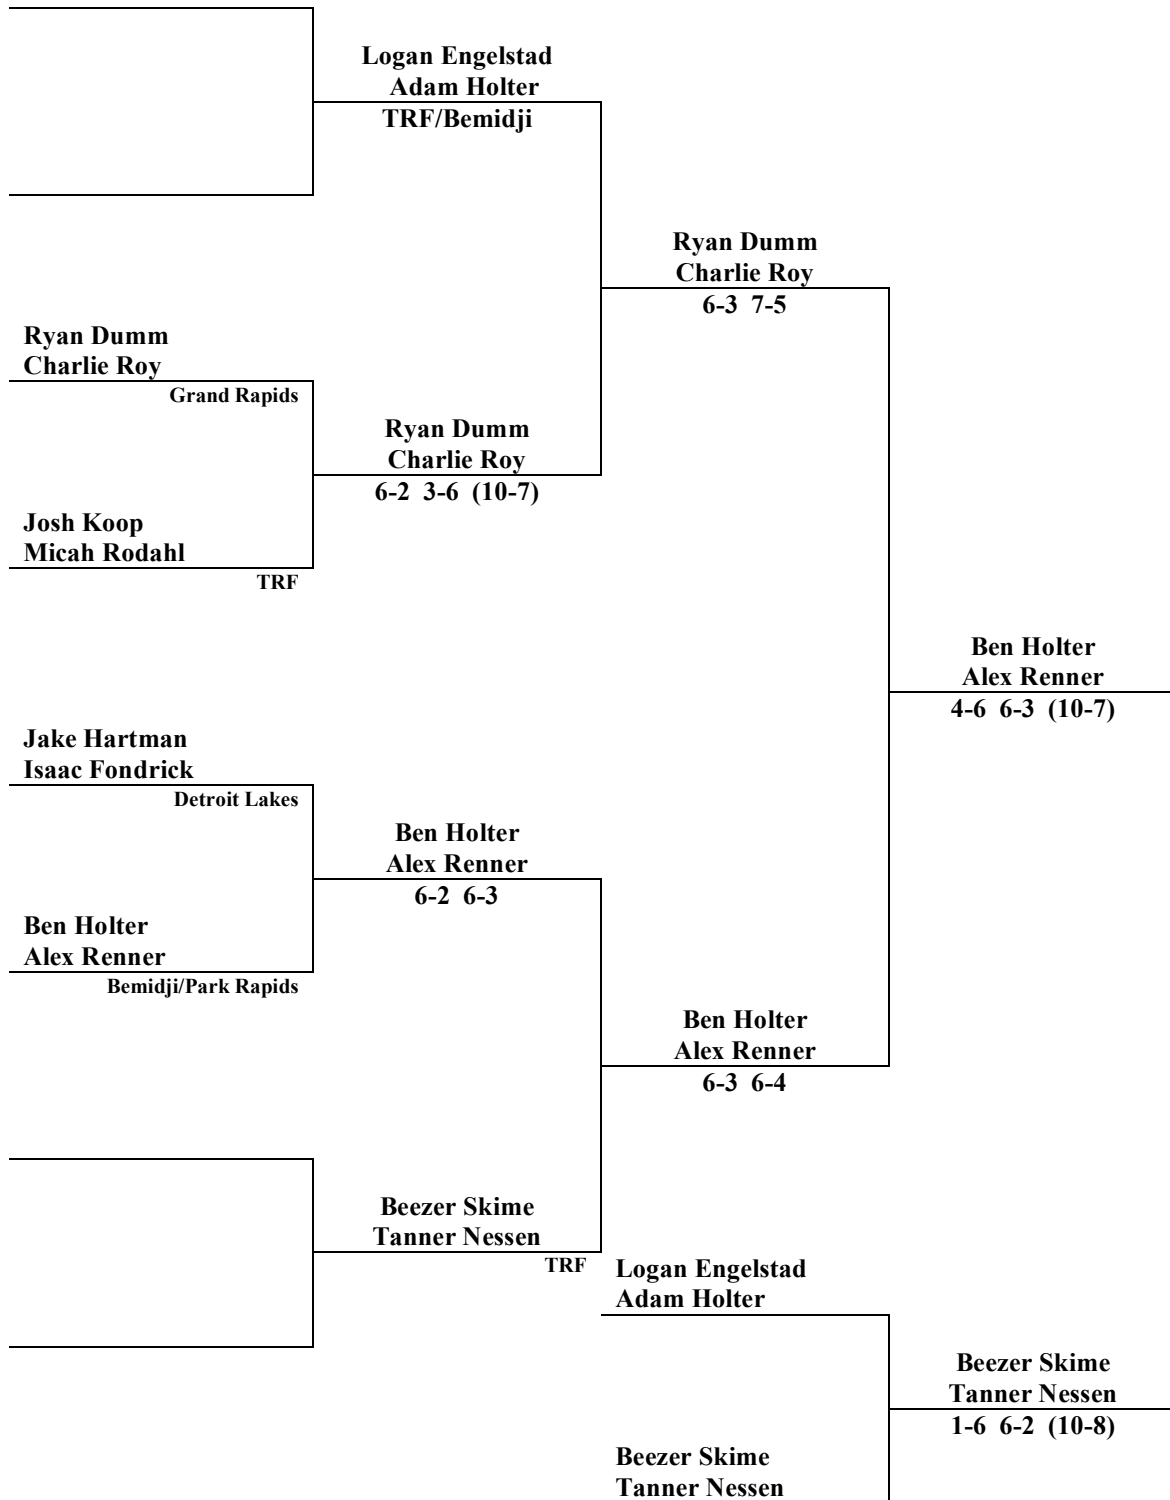 Logan Engelstad
Adam Holter
TRF/Bemidji
Ryan Dumm
Charlie Roy
6-3 7-5
Ryan Dumm
Charlie Roy
Grand Rapids
Ryan Dumm
Charlie Roy
6-2 3-6 (10-7)
Josh Koop
Micah Rodahl
TRF
Ben Holter
Alex Renner
4-6 6-3 (10-7)
Jake Hartman
Isaac Fondrick
Detroit Lakes
Ben Holter
Alex Renner
6-2 6-3
Ben Holter
Alex Renner
Bemidji/Park Rapids
Ben Holter
Alex Renner
6-3 6-4
Beezer Skime
Tanner Nessen
TRF
Logan Engelstad
Adam Holter
Beezer Skime
Tanner Nessen
1-6 6-2 (10-8)
Beezer Skime
Tanner Nessen